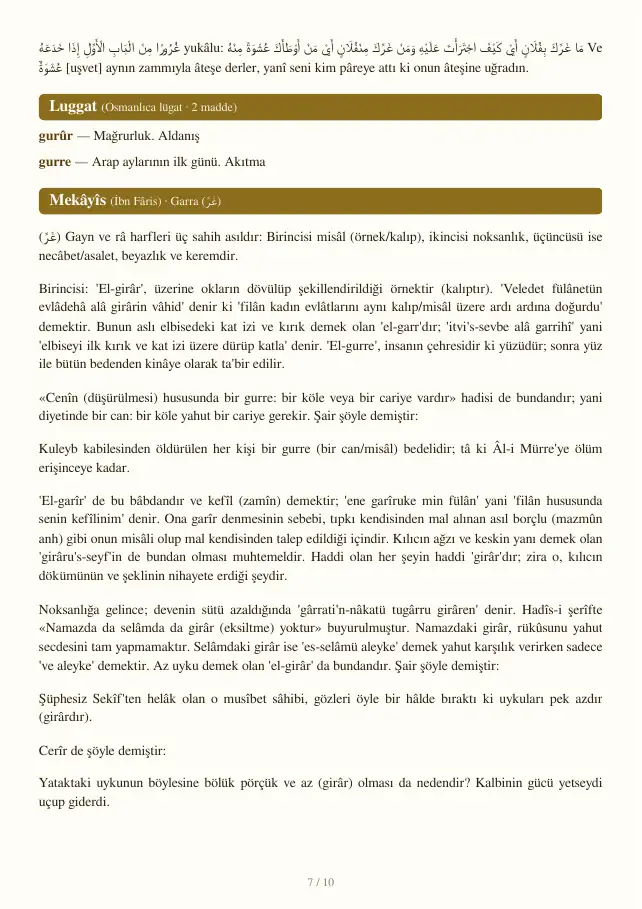 غُرُورًا مِنَ الْبَابِ الْأَوَّلِ إِذَا خَدَعَهُ yukâlu: مَا غَرَّكَ بِفُلَانٍ أَيْ كَيْفَ اجْتَرَأْتَ عَلَيْهِ وَمَنْ غَرَّكَ مِنْفُلَانٍ أَيْ مَنْ أَوْطَأَكَ عُشْوَةً مِنْهُ Ve
عُشْوَةٌ [uşvet] aynın zammıyla âteşe derler, yanî seni kim pâreye attı ki onun âteşine uğradın.
Luggat (Osmanlıca lügat · 2 madde)
gurûr — Mağrurluk. Aldanış
gurre — Arap aylarının ilk günü. Akıtma
Mekâyîs (İbn Fâris) · Garra (غَرَّ)
(غَرَّ) Gayn ve râ harfleri üç sahih asıldır: Birincisi misâl (örnek/kalıp), ikincisi noksanlık, üçüncüsü ise
necâbet/asalet, beyazlık ve keremdir.
Birincisi: 'El-girâr', üzerine okların dövülüp şekillendirildiği örnektir (kalıptır). 'Veledet fülânetün
evlâdehâ alâ girârin vâhid' denir ki 'filân kadın evlâtlarını aynı kalıp/misâl üzere ardı ardına doğurdu'
demektir. Bunun aslı elbisedeki kat izi ve kırık demek olan 'el-garr'dır; 'itvi's-sevbe alâ garrihî' yani
'elbiseyi ilk kırık ve kat izi üzere dürüp katla' denir. 'El-gurre', insanın çehresidir ki yüzüdür; sonra yüz
ile bütün bedenden kinâye olarak ta'bir edilir.
«Cenîn (düşürülmesi) hususunda bir gurre: bir köle veya bir cariye vardır» hadisi de bundandır; yani
diyetinde bir can: bir köle yahut bir cariye gerekir. Şair şöyle demiştir:
Kuleyb kabilesinden öldürülen her kişi bir gurre (bir can/misâl) bedelidir; tâ ki Âl-i Mürre'ye ölüm
erişinceye kadar.
'El-garîr' de bu bâbdandır ve kefîl (zamîn) demektir; 'ene garîruke min fülân' yani 'filân hususunda
senin kefîlinim' denir. Ona garîr denmesinin sebebi, tıpkı kendisinden mal alınan asıl borçlu (mazmûn
anh) gibi onun misâli olup mal kendisinden talep edildiği içindir. Kılıcın ağzı ve keskin yanı demek olan
'girâru's-seyf'in de bundan olması muhtemeldir. Haddi olan her şeyin haddi 'girâr'dır; zira o, kılıcın
dökümünün ve şeklinin nihayete erdiği şeydir.
Noksanlığa gelince; devenin sütü azaldığında 'gârrati'n-nâkatü tugârru girâren' denir. Hadîs-i şerîfte
«Namazda da selâmda da girâr (eksiltme) yoktur» buyurulmuştur. Namazdaki girâr, rükûsunu yahut
secdesini tam yapmamaktır. Selâmdaki girâr ise 'es-selâmü aleyke' demek yahut karşılık verirken sadece
've aleyke' demektir. Az uyku demek olan 'el-girâr' da bundandır. Şair şöyle demiştir:
Şüphesiz Sekîf'ten helâk olan o musîbet sâhibi, gözleri öyle bir hâlde bıraktı ki uykuları pek azdır
(girârdır).
Cerîr de şöyle demiştir:
Yataktaki uykunun böylesine bölük pörçük ve az (girâr) olması da nedendir? Kalbinin gücü yetseydi
uçup giderdi.
7 / 10